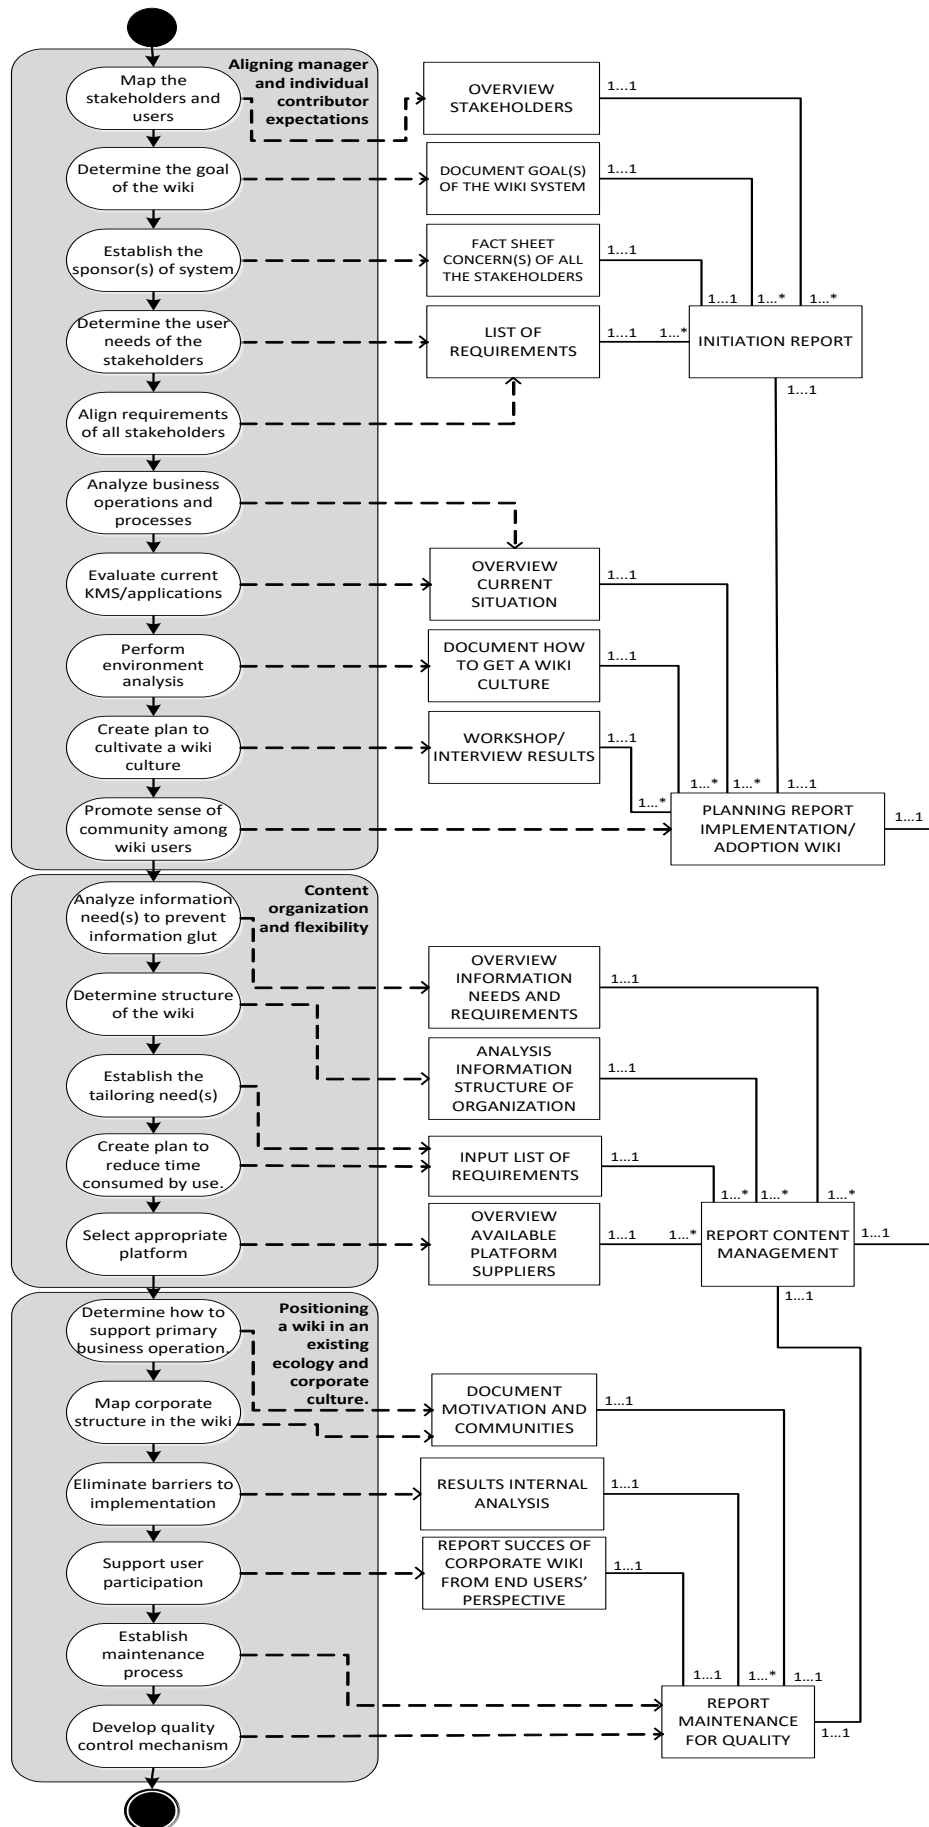 Aligning manager
and individual
contributor
expectations
Map the
stakeholders and
users
OVERVIEW
STAKEHOLDERS
1...1
Determine the goal
of the wiki
DOCUMENT GOAL(S)
OF THE WIKI SYSTEM
1...1
Establish the
sponsor(s) of system
FACT SHEET
CONCERN(S) OF ALL
THE STAKEHOLDERS
1...1
1...1
1...*
1...*
Determine the user
needs of the
stakeholders
LIST OF
REQUIREMENTS
1...1
1...*
INITIATION REPORT
1...1
Align requirements
of all stakeholders
Analyze business
operations and
processes
Evaluate current
KMS/applications
OVERVIEW
CURRENT
SITUATION
1...1
Perform
environment
analysis
DOCUMENT HOW
TO GET A WIKI
CULTURE
1...1
Create plan to
cultivate a wiki
culture
WORKSHOP/
INTERVIEW RESULTS
1...1
1...*
1...*
1...*
1...1
Promote sense of
community among
wiki users
PLANNING REPORT
IMPLEMENTATION/
ADOPTION WIKI
1...1
Content
organization
and flexibility
Analyze information
need(s) to prevent
information glut
OVERVIEW
INFORMATION
NEEDS AND
REQUIREMENTS
1...1
Determine structure
of the wiki
ANALYSIS
INFORMATION
STRUCTURE OF
ORGANIZATION
1...1
Establish the
tailoring need(s)
Create plan to
reduce time
consumed by use.
INPUT LIST OF
REQUIREMENTS
1...1
1...*
1...*
1...*
Select appropriate
platform
OVERVIEW
AVAILABLE
PLATFORM
SUPPLIERS
1...1
1...*
REPORT CONTENT
MANAGEMENT
1...1
1...1
Positioning
a wiki in an
existing
ecology and
corporate
culture.
Determine how to
support primary
business operation.
Map corporate
structure in the wiki
DOCUMENT
MOTIVATION AND
COMMUNITIES
1...1
Eliminate barriers to
implementation
RESULTS INTERNAL
ANALYSIS
1...1
Support user
participation
REPORT SUCCES OF
CORPORATE WIKI
FROM END USERS’
PERSPECTIVE
1...1
Establish
maintenance
process
1...1
1...*
1...1
REPORT
MAINTENANCE
FOR QUALITY
1...1
Develop quality
control mechanism